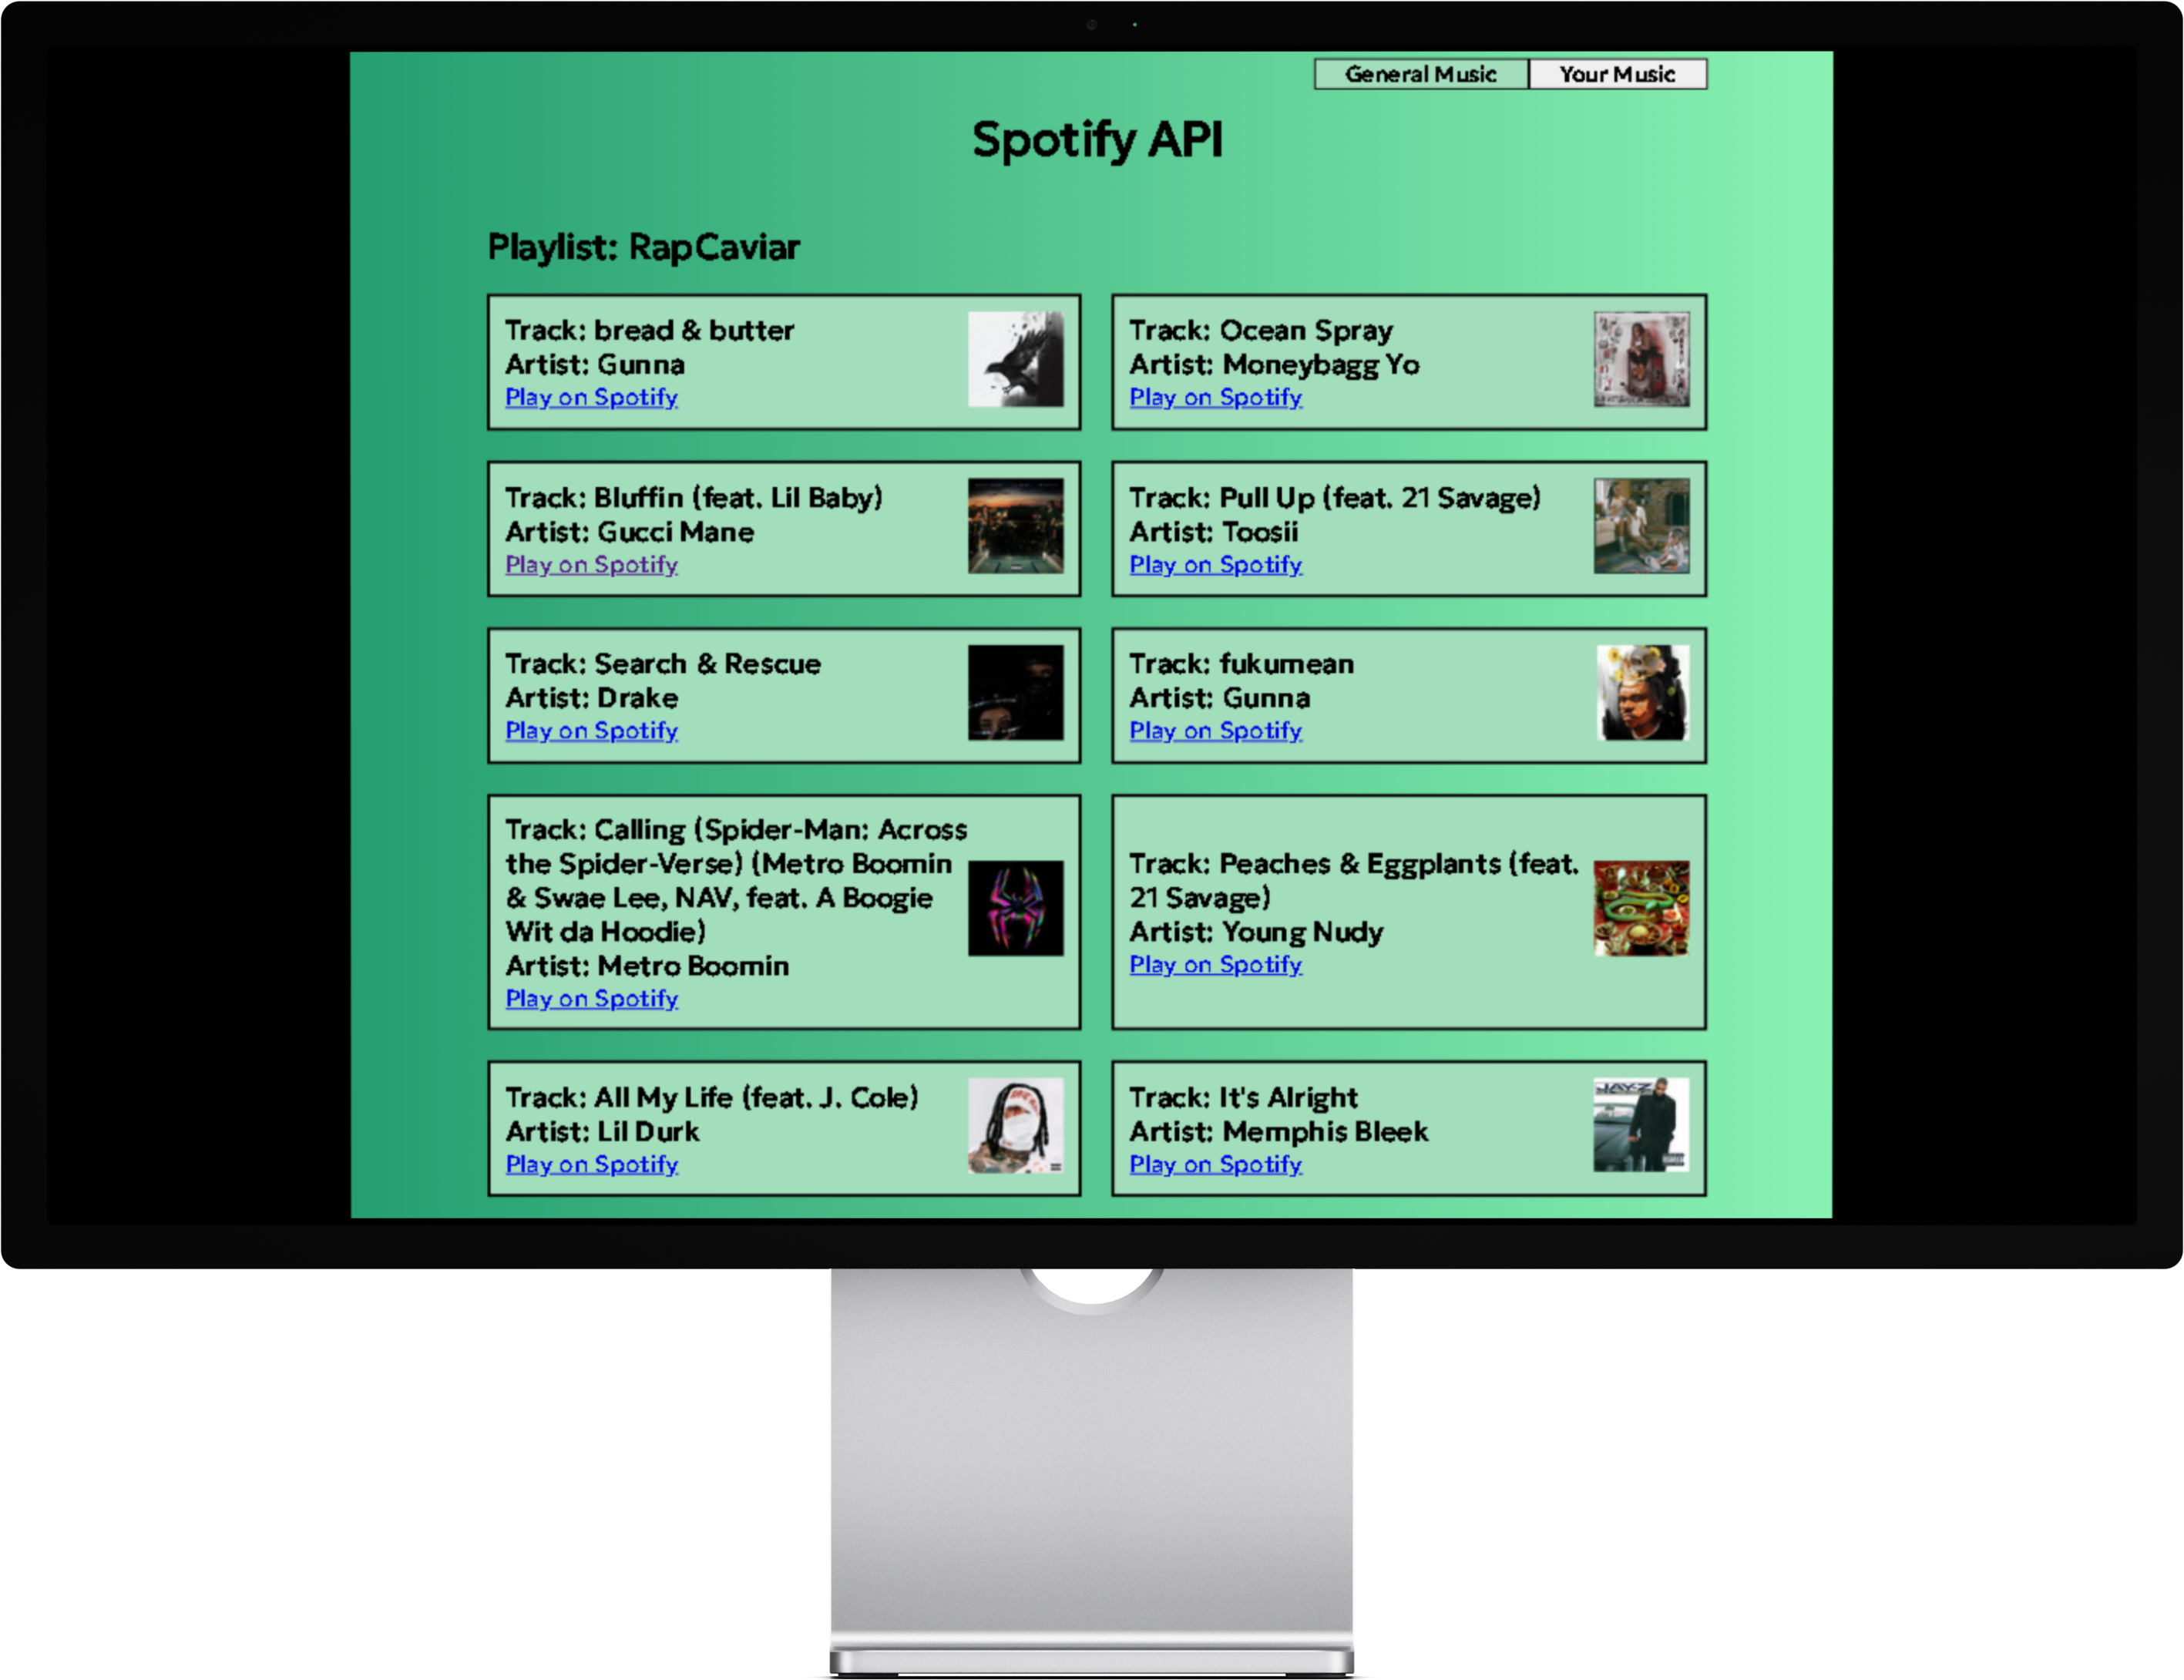 General Music
Your Music
Spotify API
Playlist: RapCaviar
Track: bread & butter
Artist: Gunna
Play on Spotify
Track: Ocean Spray
Artist: Moneybagg Yo
Play on Spotify
Track: Bluffin (feat. Lil Baby)
Artist: Gucci Mane
Play on Spotify
Track: Pull Up (feat. 21 Savage)
Artist: Toosii
Play on Spotify
Track: Search & Rescue
Artist: Drake
Play on Spotify
Track: fukumean
Artist: Gunna
Play on Spotify
Track: Calling (Spider-Man: Across
the Spider-Verse) (Metro Boomin
& Swae Lee, NAV, feat. A Boogie
Wit da Hoodie)
Artist: Metro Boomin
Play on Spotify
Track: Peaches & Eggplants (feat.
21 Savage)
Artist: Young Nudy
Play on Spotify
Track: All My Life (feat. J. Cole)
Artist: Lil Durk
Play on Spotify
Track: It's Alright
Artist: Memphis Bleek
Play on Spotify
JAY-Z